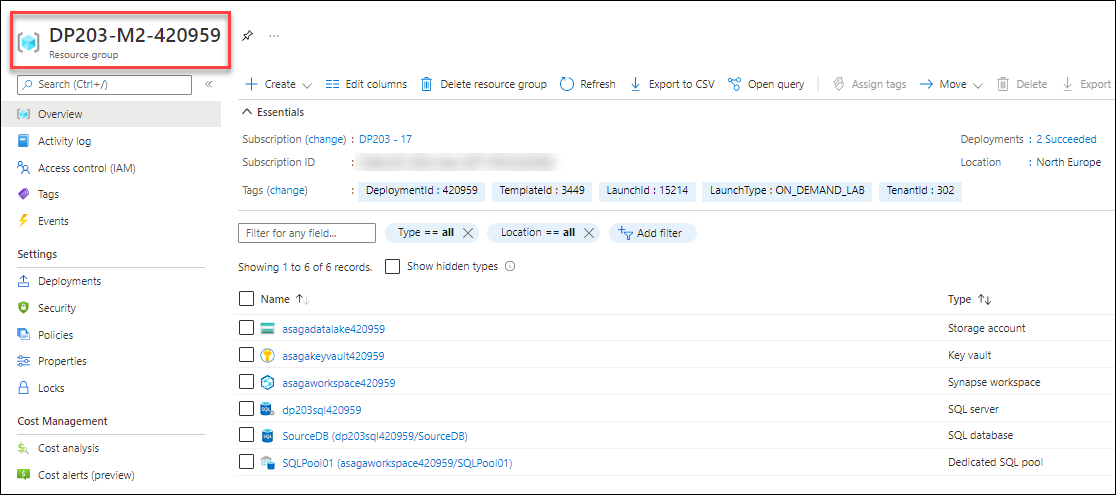 DP203-M2-420959
Resource group
...
Search (Ctrl+/)
«
Overview
Activity log
Access control (IAM)
Tags
Events
Settings
Deployments
Security
Policies
Properties
Locks
Cost Management
Cost analysis
Cost alerts (preview)
Create Edit columns Delete resource group Refresh Export to CSV Open query Assign tags Move Delete Export
Essentials
Subscription (change) : DP203 - 17 Deployments : 2 Succeeded
Subscription ID : Location : North Europe
Tags (change) : DeploymentId : 420959 TemplateId : 3449 LaunchId : 15214 LaunchType : ON_DEMAND_LAB TenantId : 302
Filter for any field... Type == all Location == all Add filter
Showing 1 to 6 of 6 records. Show hidden types
Name ↑↓ Type ↑↓
asagadatalake420959 Storage account
asagakeyvault420959 Key vault
asagaworkspace420959 Synapse workspace
dp203sql420959 SQL server
SourceDB (dp203sql420959/SourceDB) SQL database
SQLPool01 (asagaworkspace420959/SQLPool01) Dedicated SQL pool